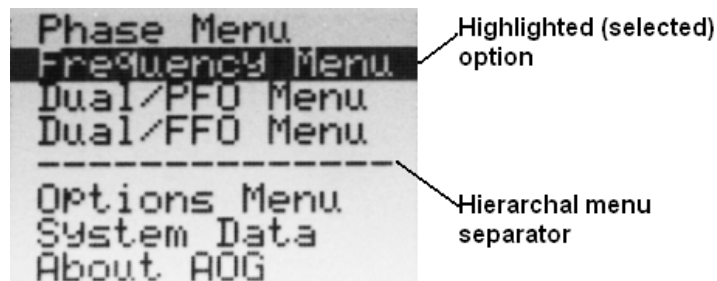 Phase Menu
Frequency Menu
Dual/PFO Menu
Dual/FFO Menu
---------------
Options Menu
System Data
About AOG
Highlighted (selected)
option
Hierarchal menu
separator